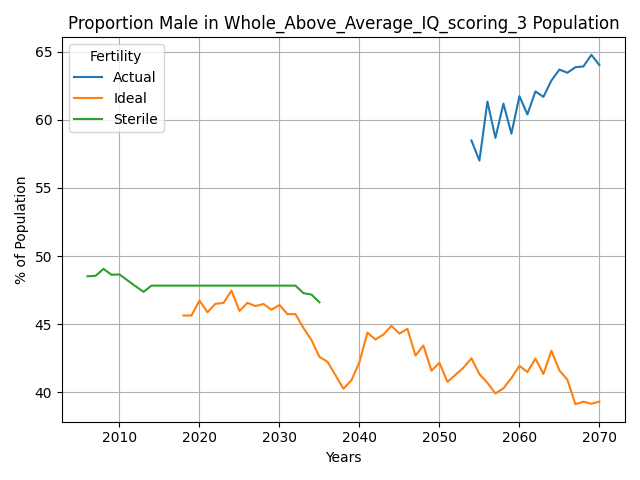 Proportion Male in Whole_Above_Average_IQ_scoring_3 Population
Fertility
Actual
Ideal
Sterile
% of Population
65
60
55
50
45
40
2010 2020 2030 2040 2050 2060 2070
Years